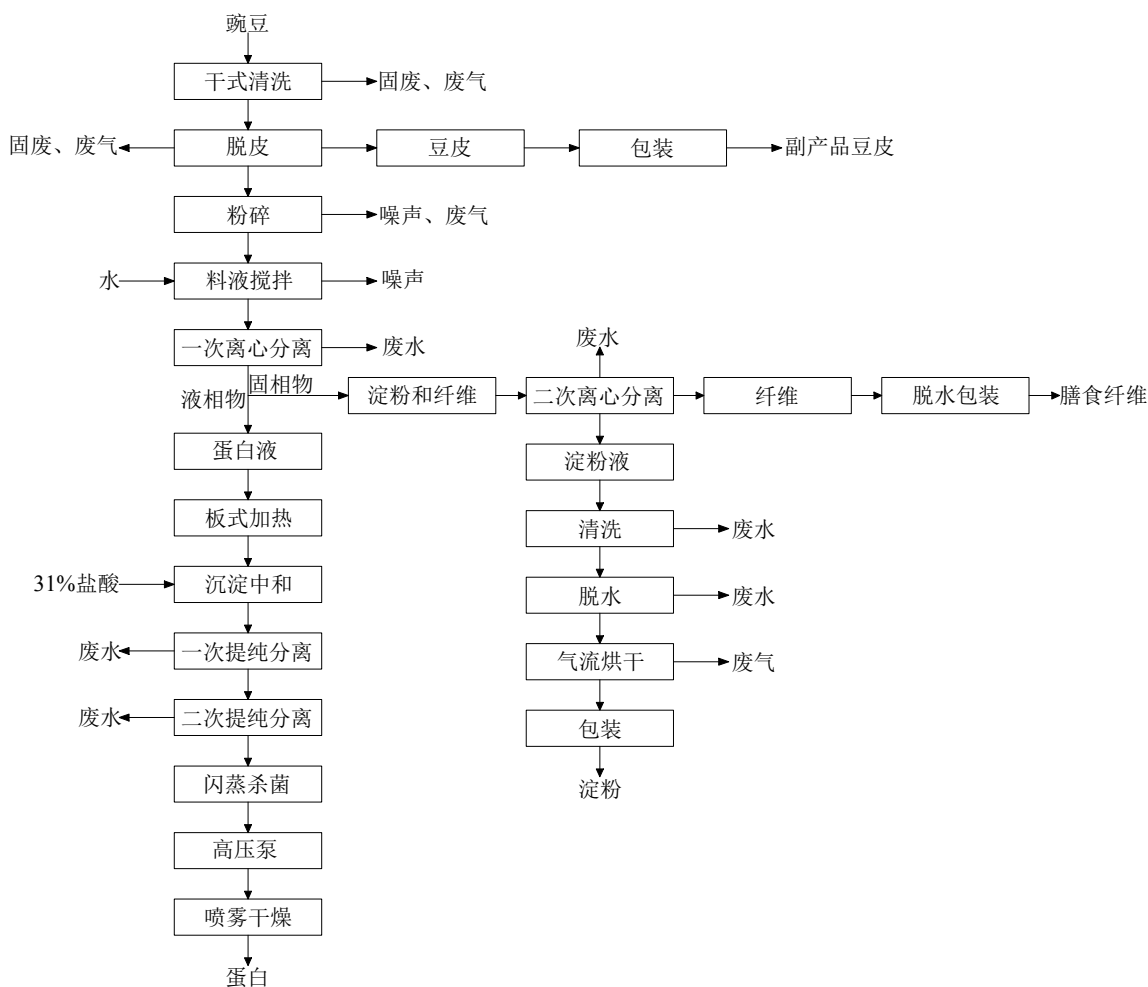 豌豆
干式清洗
固废、废气
固废、废气
脱皮
豆皮
包装
副产品豆皮
粉碎
噪声、废气
水
料液搅拌
噪声
一次离心分离
废水
废水
液相物
固相物
淀粉和纤维
二次离心分离
纤维
脱水包装
膳食纤维
蛋白液
淀粉液
板式加热
清洗
废水
31%盐酸
沉淀中和
脱水
废水
废水
一次提纯分离
气流烘干
废气
废水
二次提纯分离
包装
闪蒸杀菌
淀粉
高压泵
喷雾干燥
蛋白